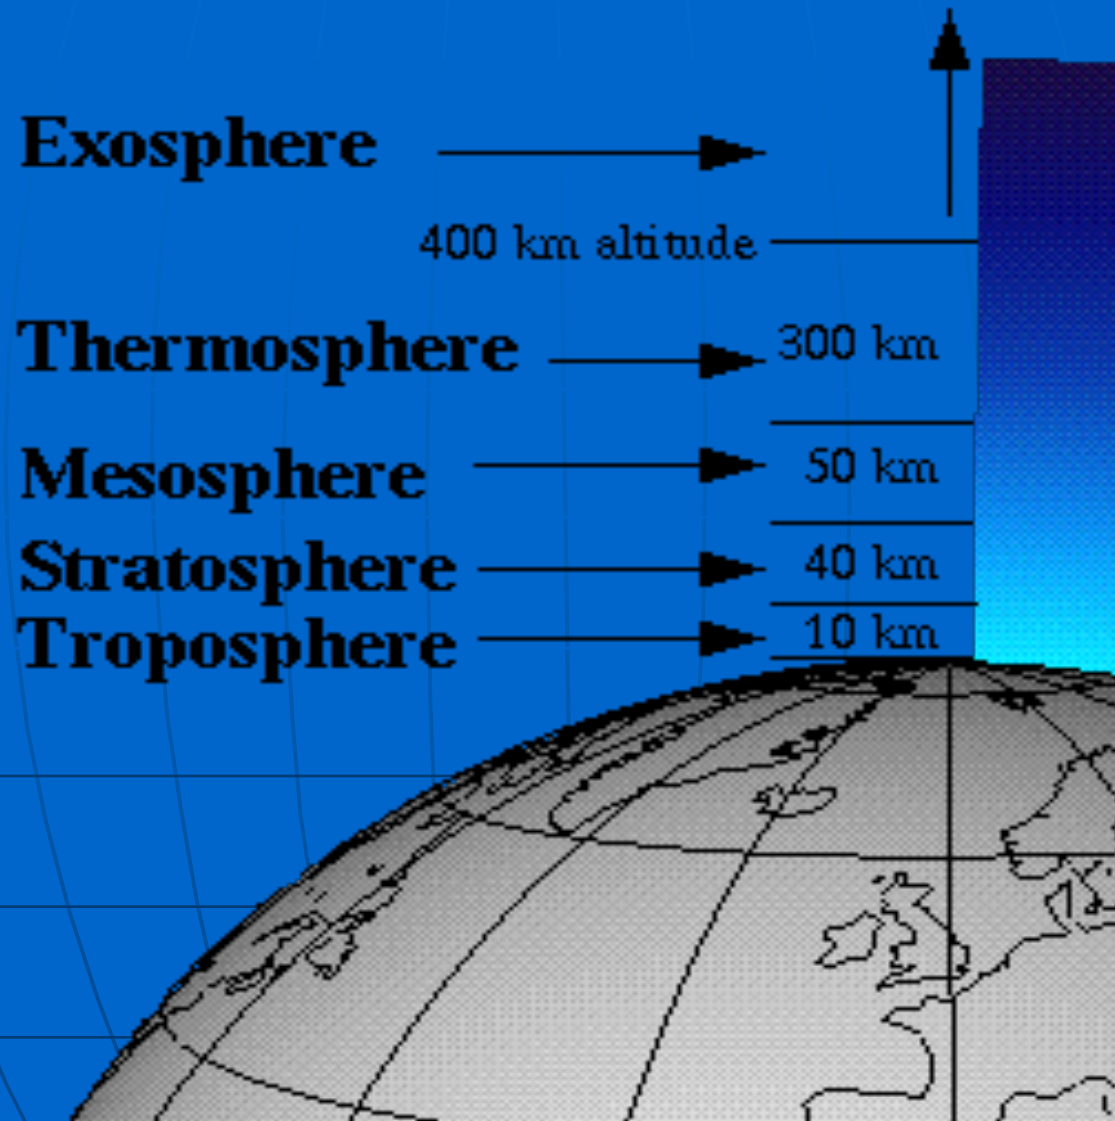 Exosphere
400 km altitude
Thermosphere 300 km
Mesosphere 50 km
Stratosphere 40 km
Troposphere 10 km